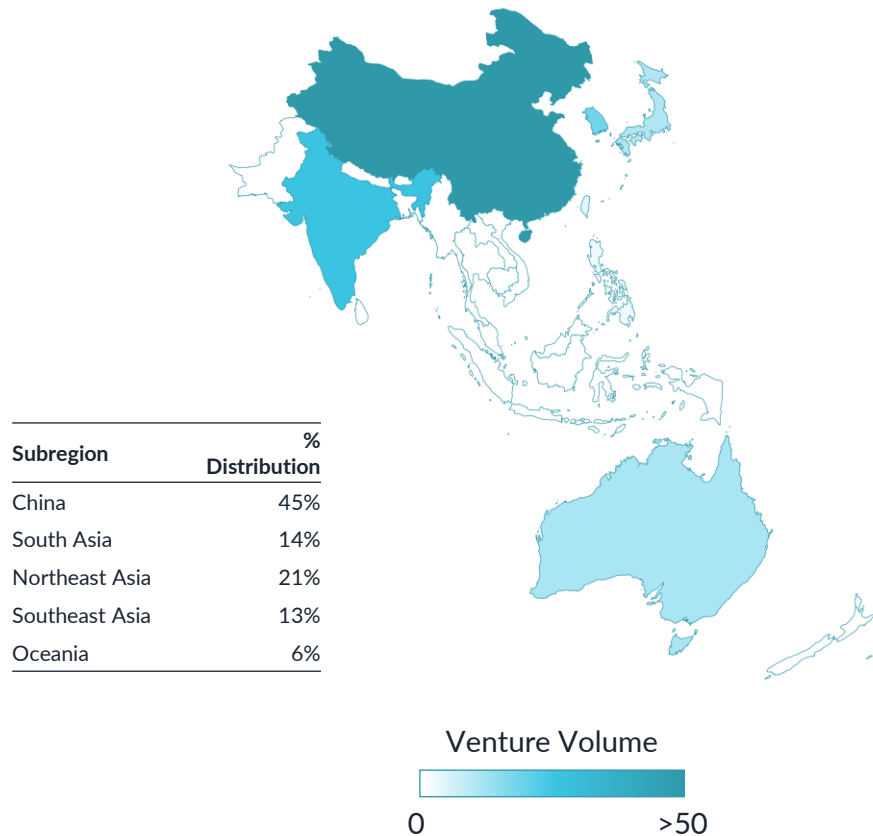 Subregion % Distribution
China 45%
South Asia 14%
Northeast Asia 21%
Southeast Asia 13%
Oceania 6%
Venture Volume
0 >50